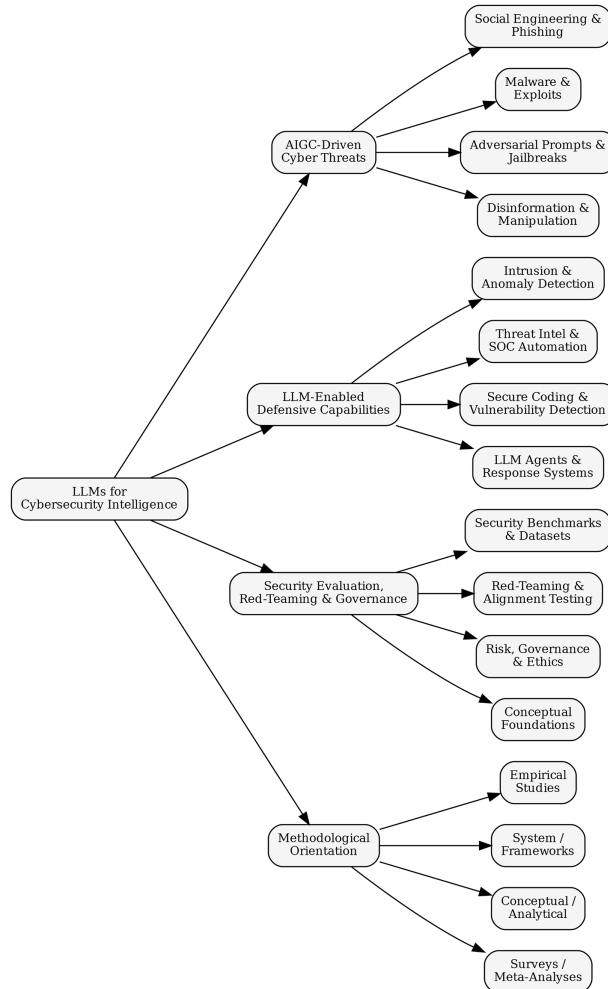 Social Engineering &
Phishing
Malware &
Exploits
AIGC-Driven
Cyber Threats
Adversarial Prompts &
Jailbreaks
Disinformation &
Manipulation
Intrusion &
Anomaly Detection
Threat Intel &
SOC Automation
LLM-Enabled
Defensive Capabilities
Secure Coding &
Vulnerability Detection
LLM Agents &
Response Systems
LLMs for
Cybersecurity Intelligence
Security Benchmarks
& Datasets
Security Evaluation,
Red-Teaming & Governance
Red-Teaming &
Alignment Testing
Risk, Governance
& Ethics
Conceptual
Foundations
Empirical
Studies
Methodological
Orientation
System /
Frameworks
Conceptual /
Analytical
Surveys /
Meta-Analyses